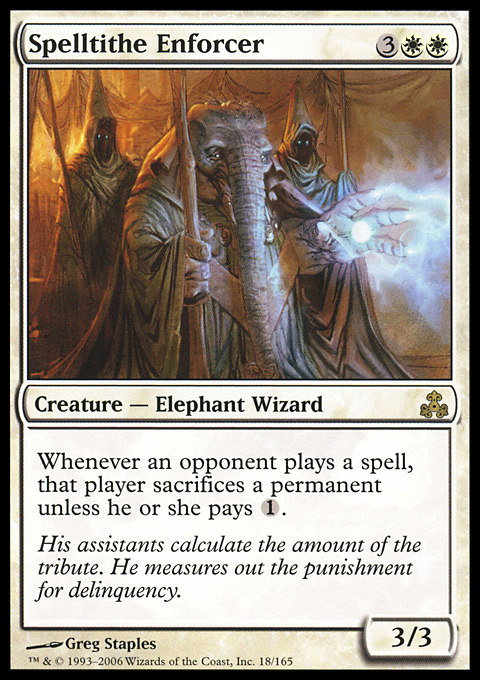 Spelltithe Enforcer 3
Creature — Elephant Wizard
Whenever an opponent plays a spell,
that player sacrifices a permanent
unless he or she pays 1.
His assistants calculate the amount of the
tribute. He measures out the punishment
for delinquency.
Greg Staples
3/3
™ & © 1993–2006 Wizards of the Coast, Inc. 18/165